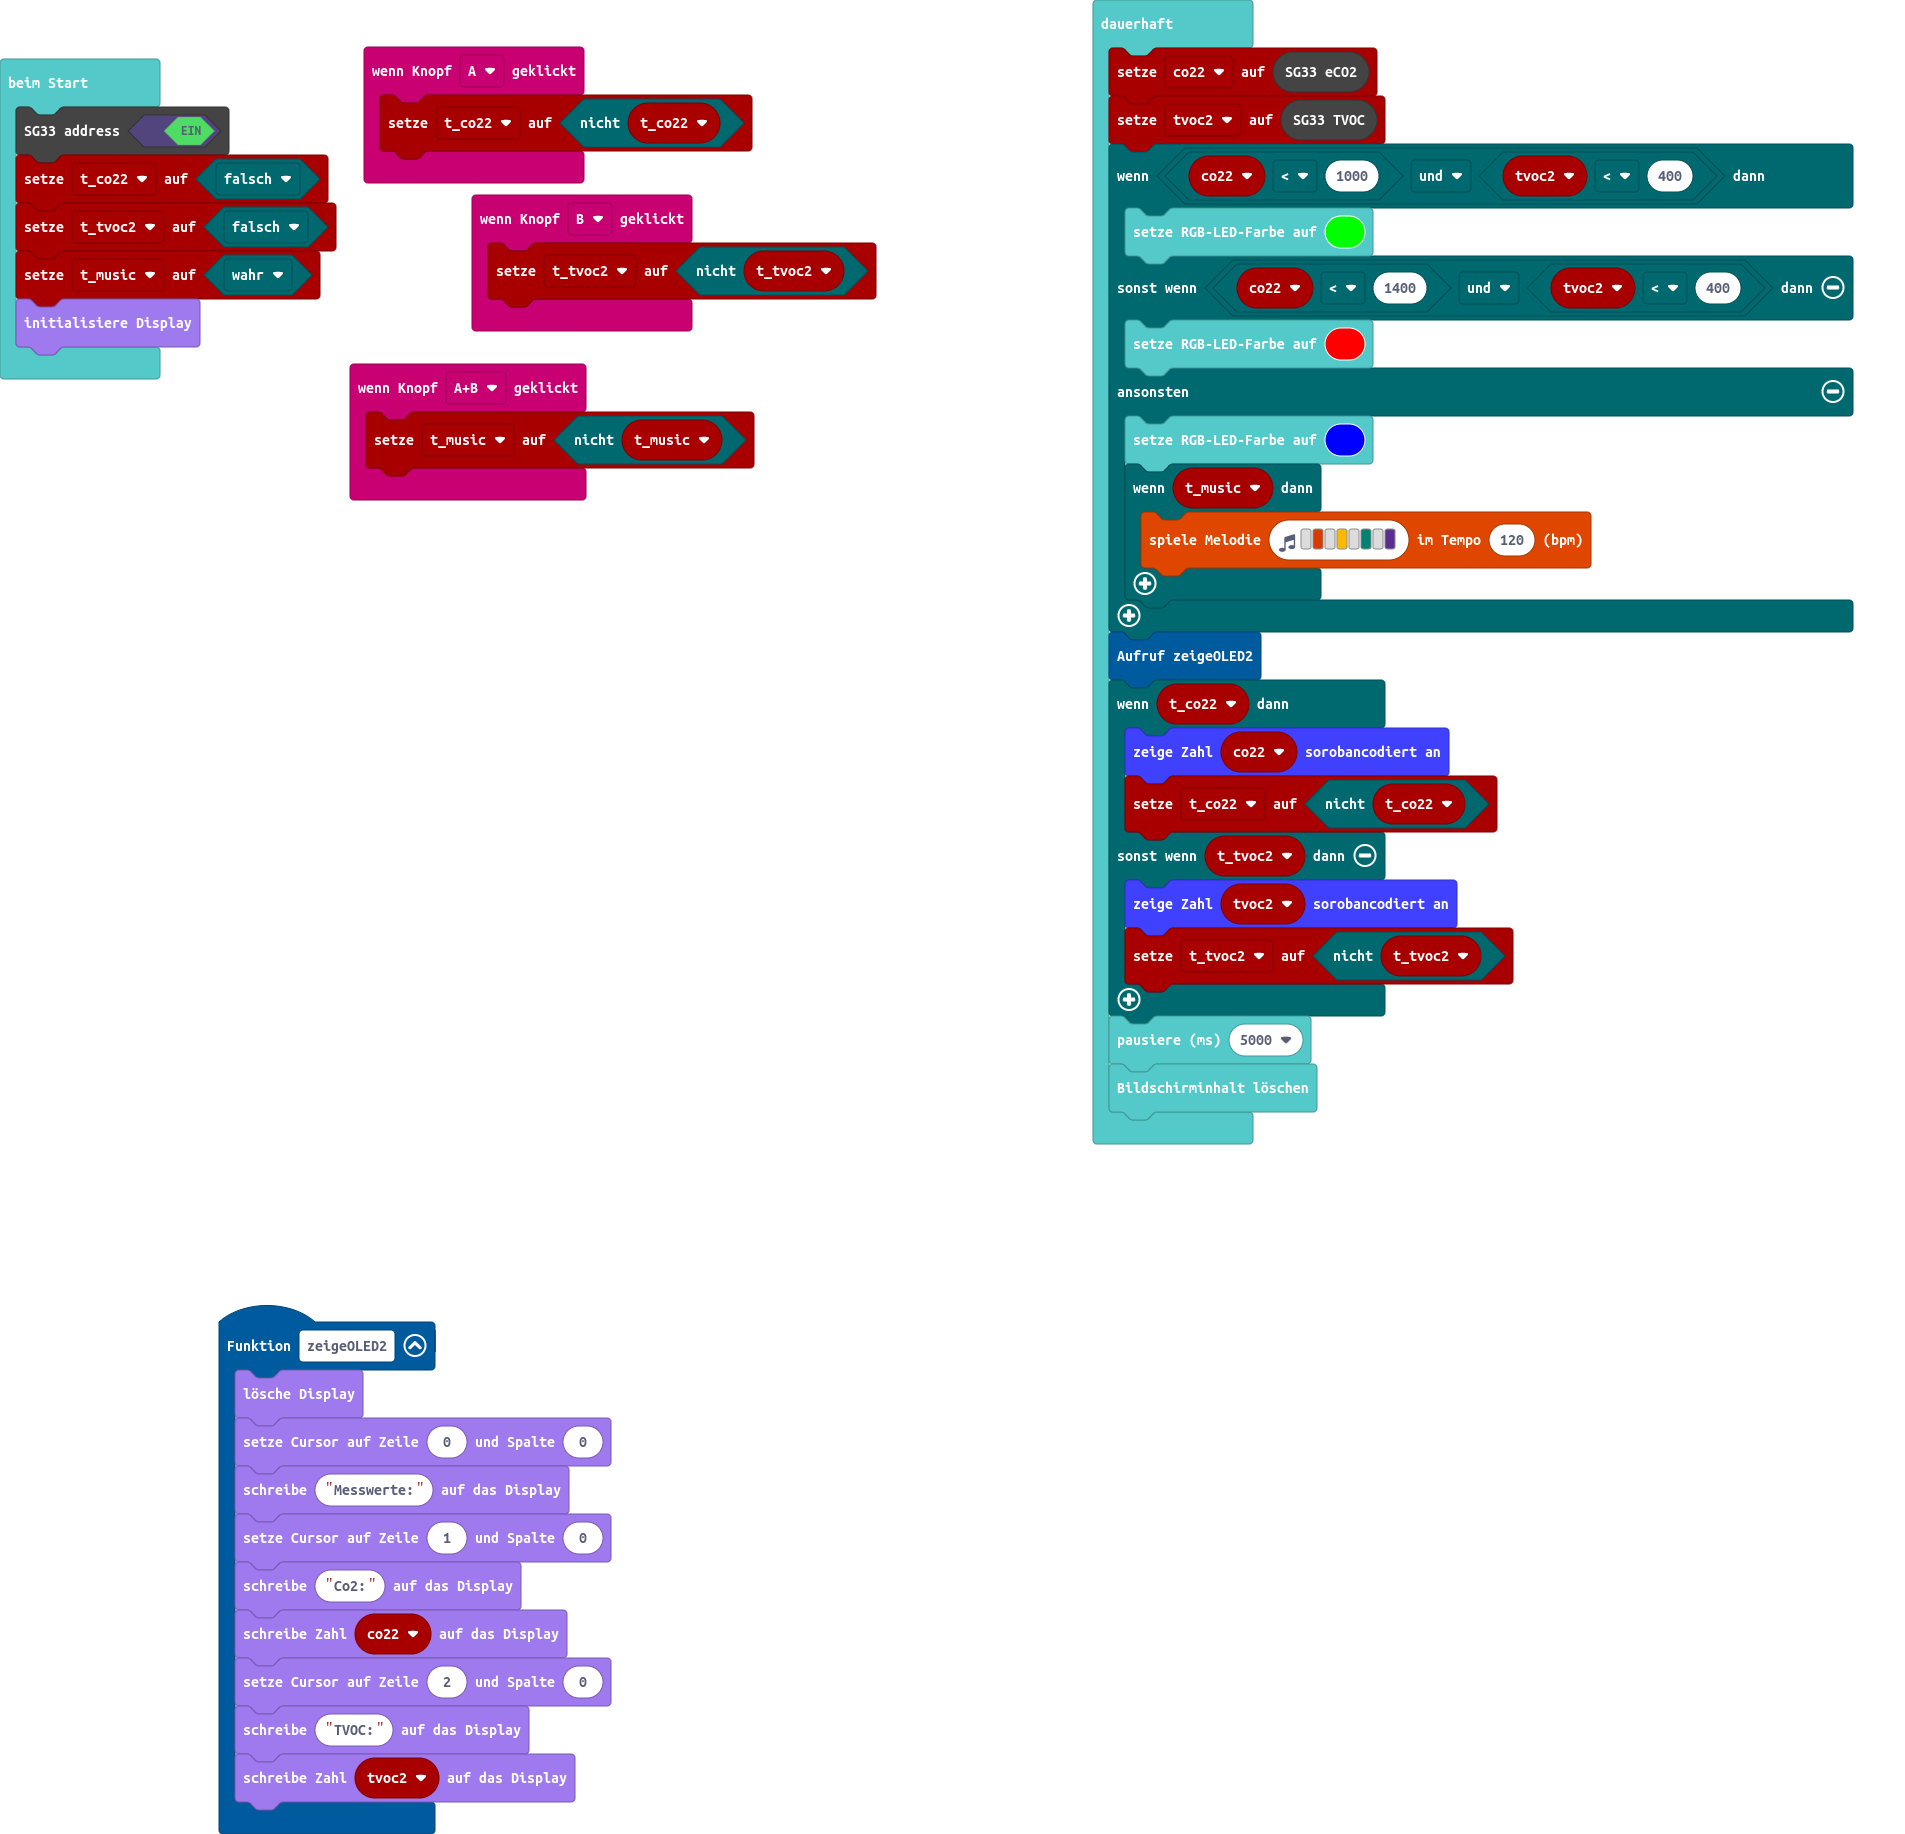 beim Start
SG33 address EIN
setze t_co22 auf falsch
setze t_tvoc2 auf falsch
setze t_music auf wahr
initialisiere Display
wenn Knopf A geklickt
setze t_co22 auf nicht t_co22
wenn Knopf B geklickt
setze t_tvoc2 auf nicht t_tvoc2
wenn Knopf A+B geklickt
setze t_music auf nicht t_music
dauerhaft
setze co22 auf SG33 eCO2
setze tvoc2 auf SG33 TVOC
wenn co22 < 1000 und tvoc2 < 400 dann
setze RGB-LED-Farbe auf
sonst wenn co22 < 1400 und tvoc2 < 400 dann
setze RGB-LED-Farbe auf
ansonsten
setze RGB-LED-Farbe auf
wenn t_music dann
spiele Melodie im Tempo 120 (bpm)
Aufruf zeigeOLED2
wenn t_co22 dann
zeige Zahl co22 sorobancodiert an
setze t_co22 auf nicht t_co22
sonst wenn t_tvoc2 dann
zeige Zahl tvoc2 sorobancodiert an
setze t_tvoc2 auf nicht t_tvoc2
pausiere (ms) 5000
Bildschirminhalt löschen
Funktion zeigeOLED2
lösche Display
setze Cursor auf Zeile 0 und Spalte 0
schreibe "Messwerte:" auf das Display
setze Cursor auf Zeile 1 und Spalte 0
schreibe "Co2:" auf das Display
schreibe Zahl co22 auf das Display
setze Cursor auf Zeile 2 und Spalte 0
schreibe "TVOC:" auf das Display
schreibe Zahl tvoc2 auf das Display